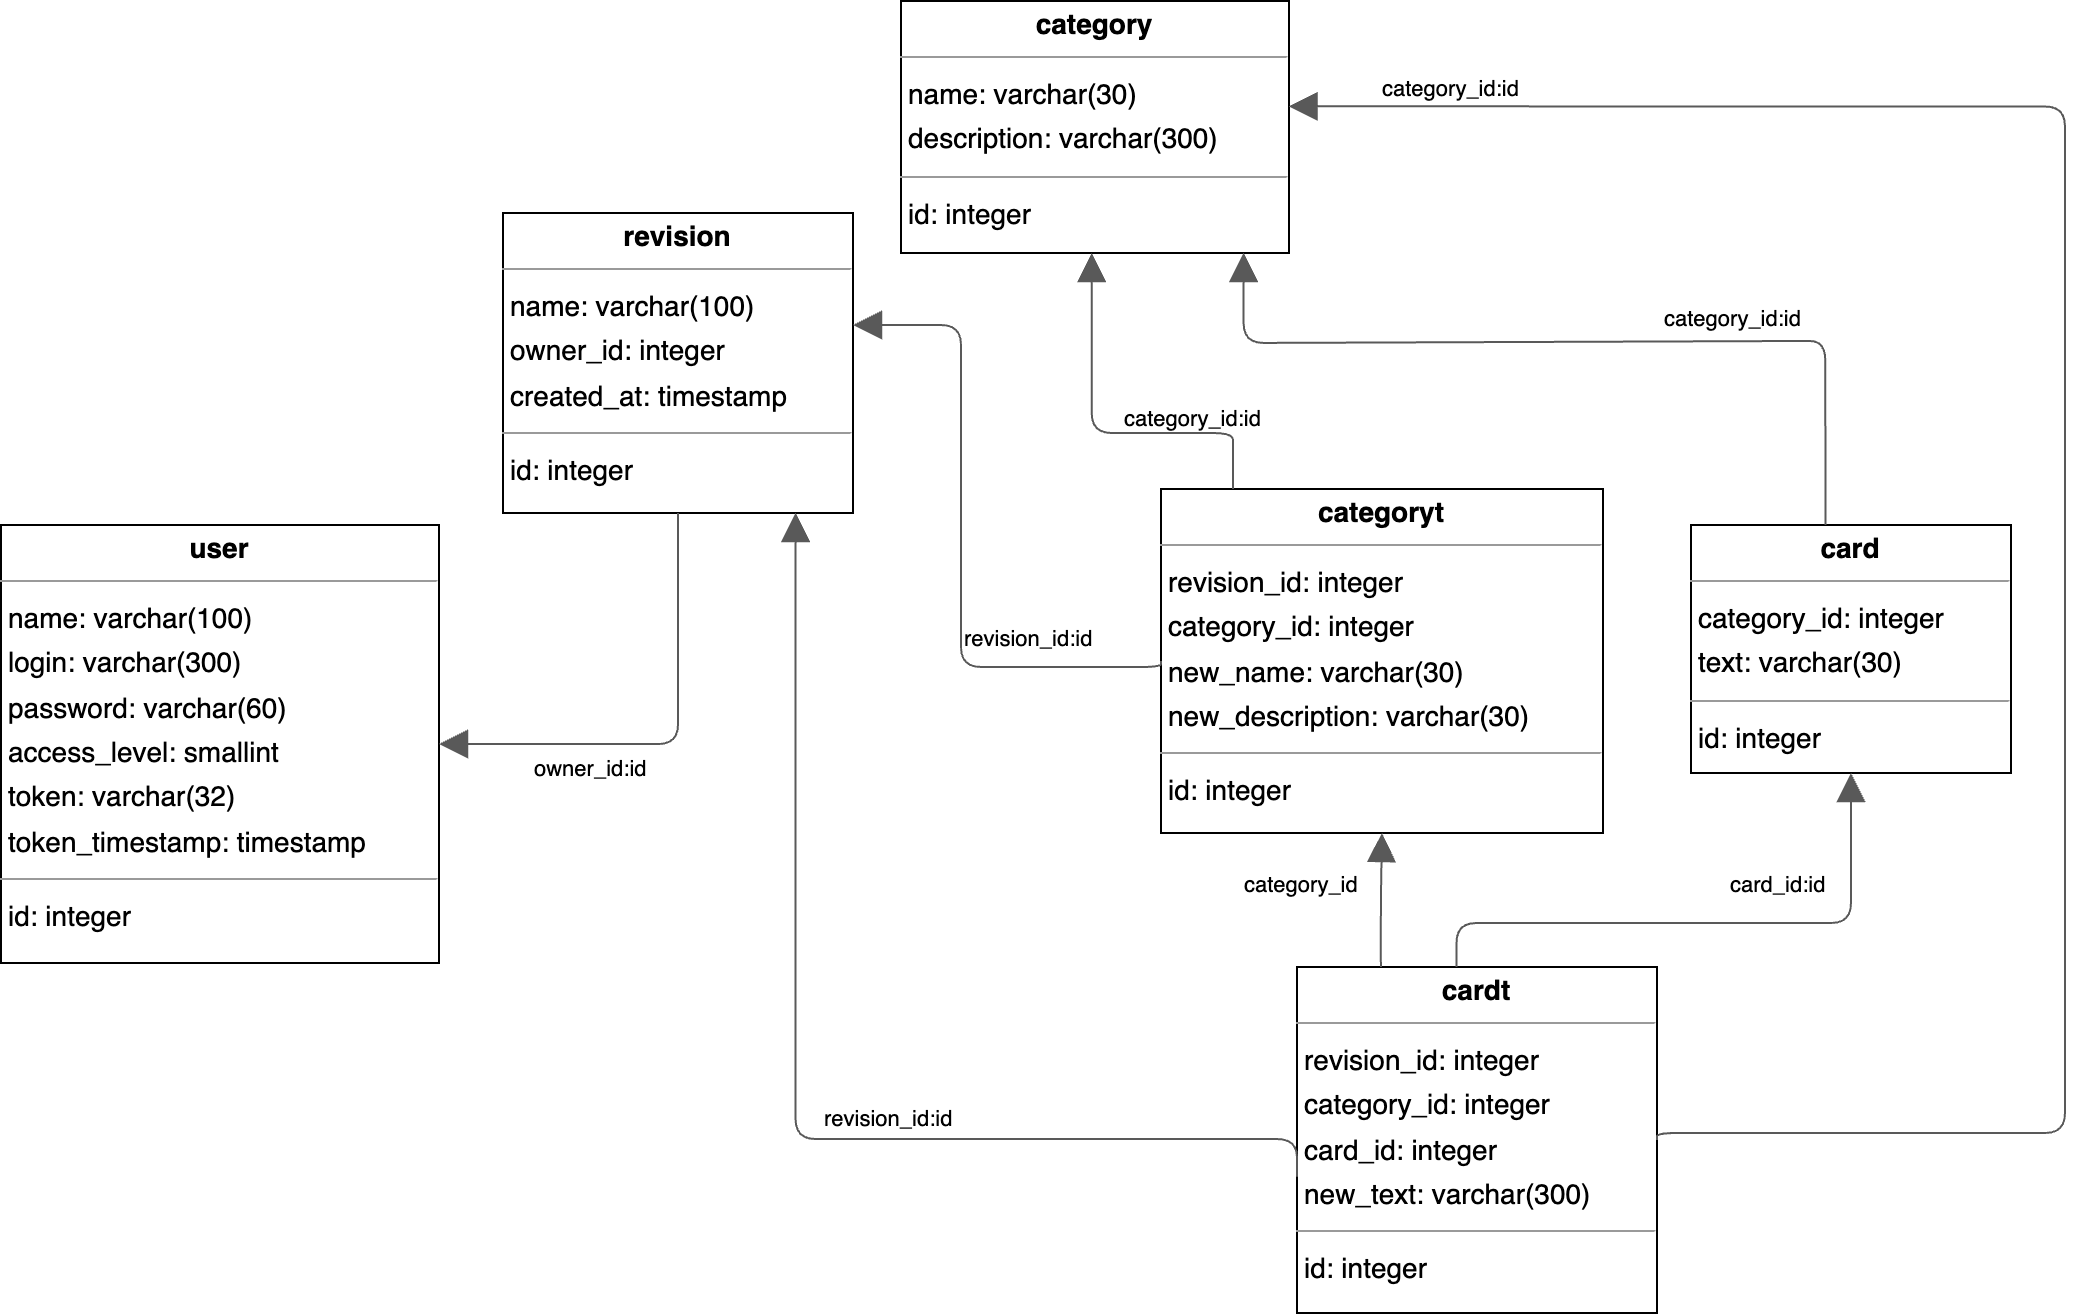 category
name: varchar(30)
description: varchar(300)
id: integer
category_id:id
revision
name: varchar(100)
owner_id: integer
created_at: timestamp
id: integer
category_id:id
category_id:id
user
name: varchar(100)
login: varchar(300)
password: varchar(60)
access_level: smallint
token: varchar(32)
token_timestamp: timestamp
id: integer
owner_id:id
revision_id:id
categoryt
revision_id: integer
category_id: integer
new_name: varchar(30)
new_description: varchar(30)
id: integer
card
category_id: integer
text: varchar(30)
id: integer
category_id
card_id:id
revision_id:id
cardt
revision_id: integer
category_id: integer
card_id: integer
new_text: varchar(300)
id: integer